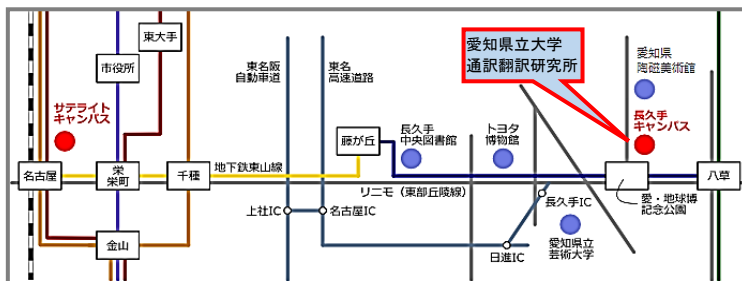 愛知県立大学
通訳翻訳研究所
東大手
市役所
東名阪
自動車道
東名
高速道路
愛知県
陶磁美術館
サテライト
キャンパス
藤が丘
長久手
中央図書館
トヨタ
博物館
長久手
キャンパス
名古屋
栄
栄町
千種
地下鉄東山線
リニモ（東部丘陵線）
八草
愛・地球博
記念公園
上社IC
名古屋IC
長久手IC
金山
日進IC
愛知県立
芸術大学